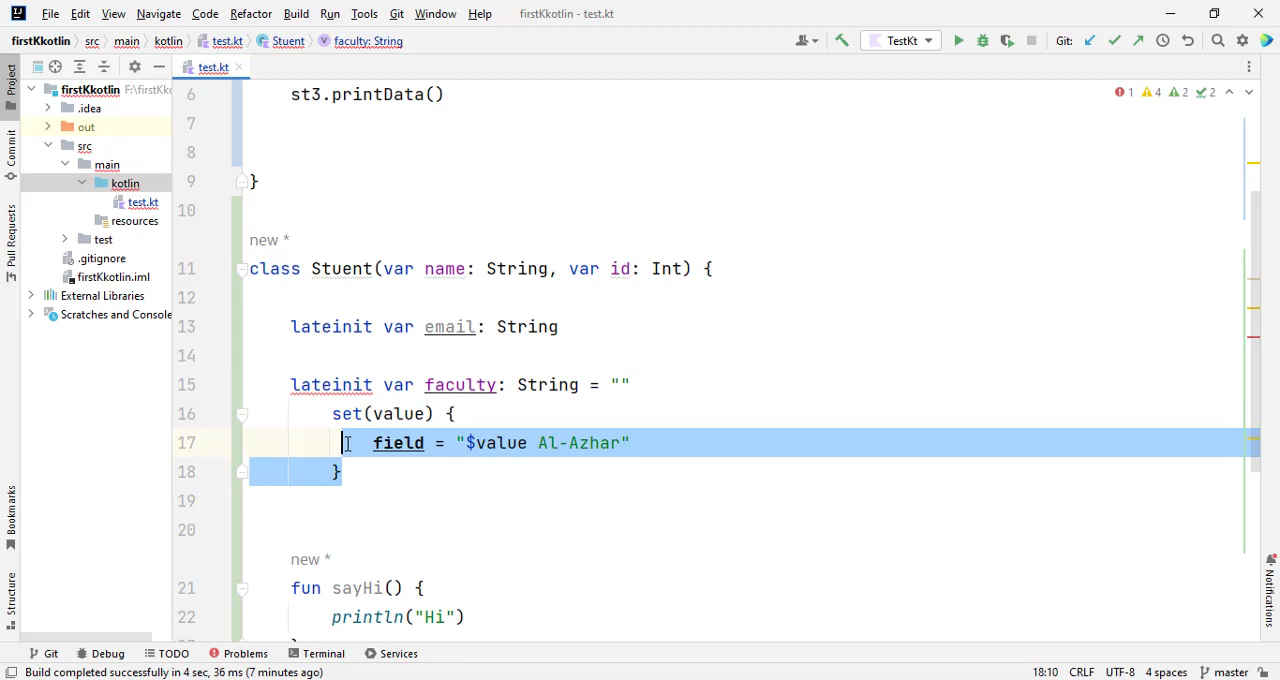 File Edit View Navigate Code Refactor Build Run Tools Git Window Help firstKkotlin - test.kt
firstKkotlin src main kotlin test.kt Stuent faculty: String TestKt Git:
Project
Commit
Pull Requests
Bookmarks
Structure
firstKkotlin F:\firstKkc
.idea
out
src
main
kotlin
test.kt
resources
test
.gitignore
firstKkotlin.iml
External Libraries
Scratches and Console
test.kt
1 4 2 2
6 st3.printData()
7
8
9 }
10
new *
11 class Stuent(var name: String, var id: Int) {
12
13 lateinit var email: String
14
15 lateinit var faculty: String = ""
16 set(value) {
17 field = "$value Al-Azhar"
18 }
19
20
new *
21 fun sayHi() {
22 println("Hi")
Notifications
Git Debug TODO Problems Terminal Services
Build completed successfully in 4 sec, 36 ms (7 minutes ago) 18:10 CRLF UTF-8 4 spaces master